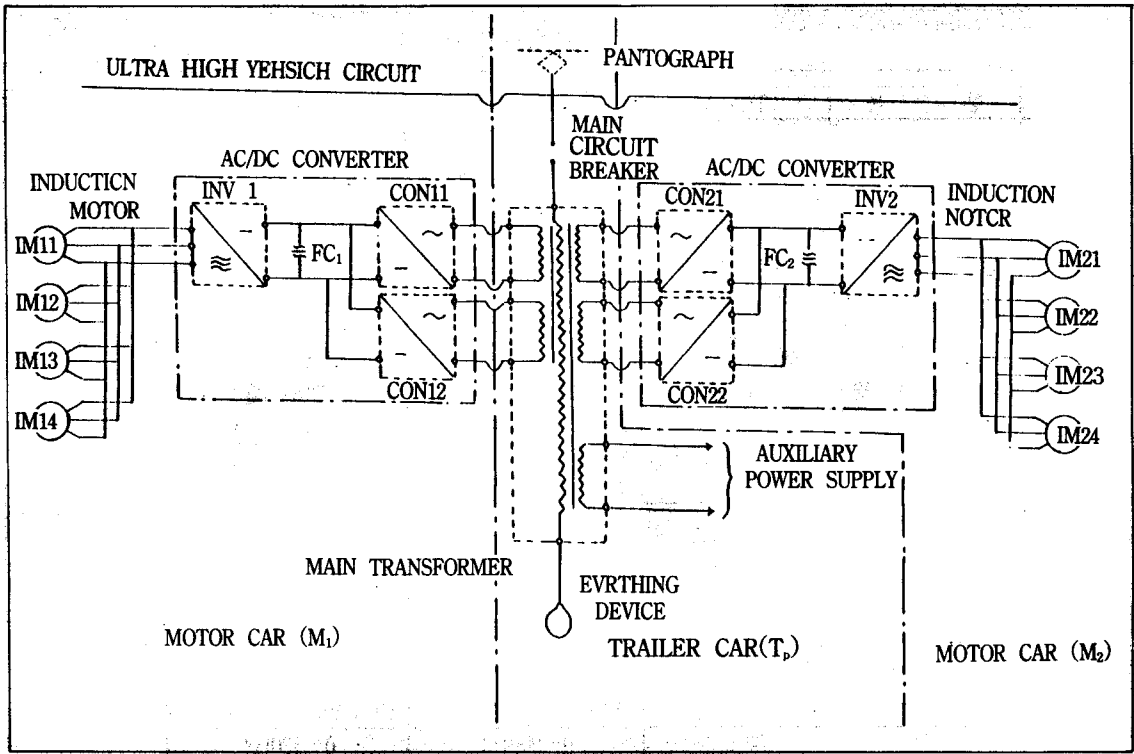 PANTOGRAPH
ULTRA HIGH YEHSICH CIRCUIT
MAIN
CIRCUIT
BREAKER
AC/DC CONVERTER
AC/DC CONVERTER
INDUCTICN
MOTOR
INV 1
CON11
CON21
INV2
INDUCTION
NOTCR
IM11
FC₁
FC₂
IM21
IM12
IM22
IM13
IM23
CON12
CON22
IM14
IM24
AUXILIARY
POWER SUPPLY
MAIN TRANSFORMER
EVRTHING
DEVICE
MOTOR CAR (M₁)
TRAILER CAR(Tₚ)
MOTOR CAR (M₂)